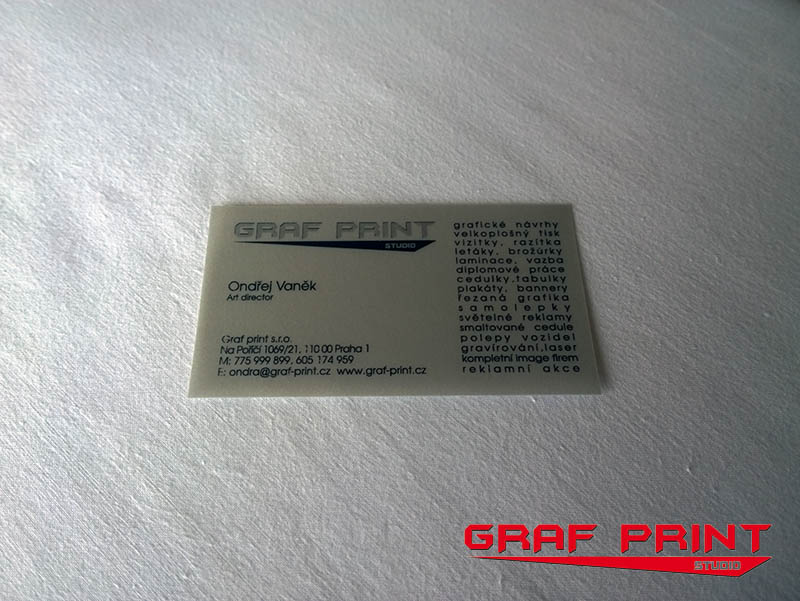 GRAF PRINT
STUDIO
Ondřej Vaněk
Art director
Graf print s.r.o.
Na Poříčí 1069/21, 110 00 Praha 1
M: 775 999 899, 605 174 959
E: ondra@graf-print.cz www.graf-print.cz
grafické návrhy
velkoplošný tisk
vizitky, razítka
letáky, brožúrky
laminace, vazba
diplomové práce
cedulky,tabulky
plakáty, bannery
řezaná grafika
samolepky
světelné reklamy
smaltované cedule
polepy vozidel
gravírování,laser
kompletní image firem
reklamní akce
GRAF PRINT
STUDIO